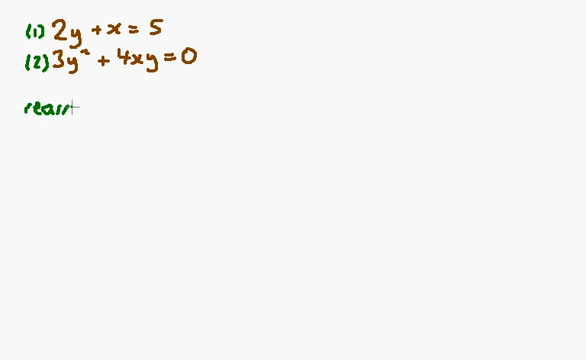 (1) 2y + x = 5
(2) 3y² + 4xy = 0
rearr